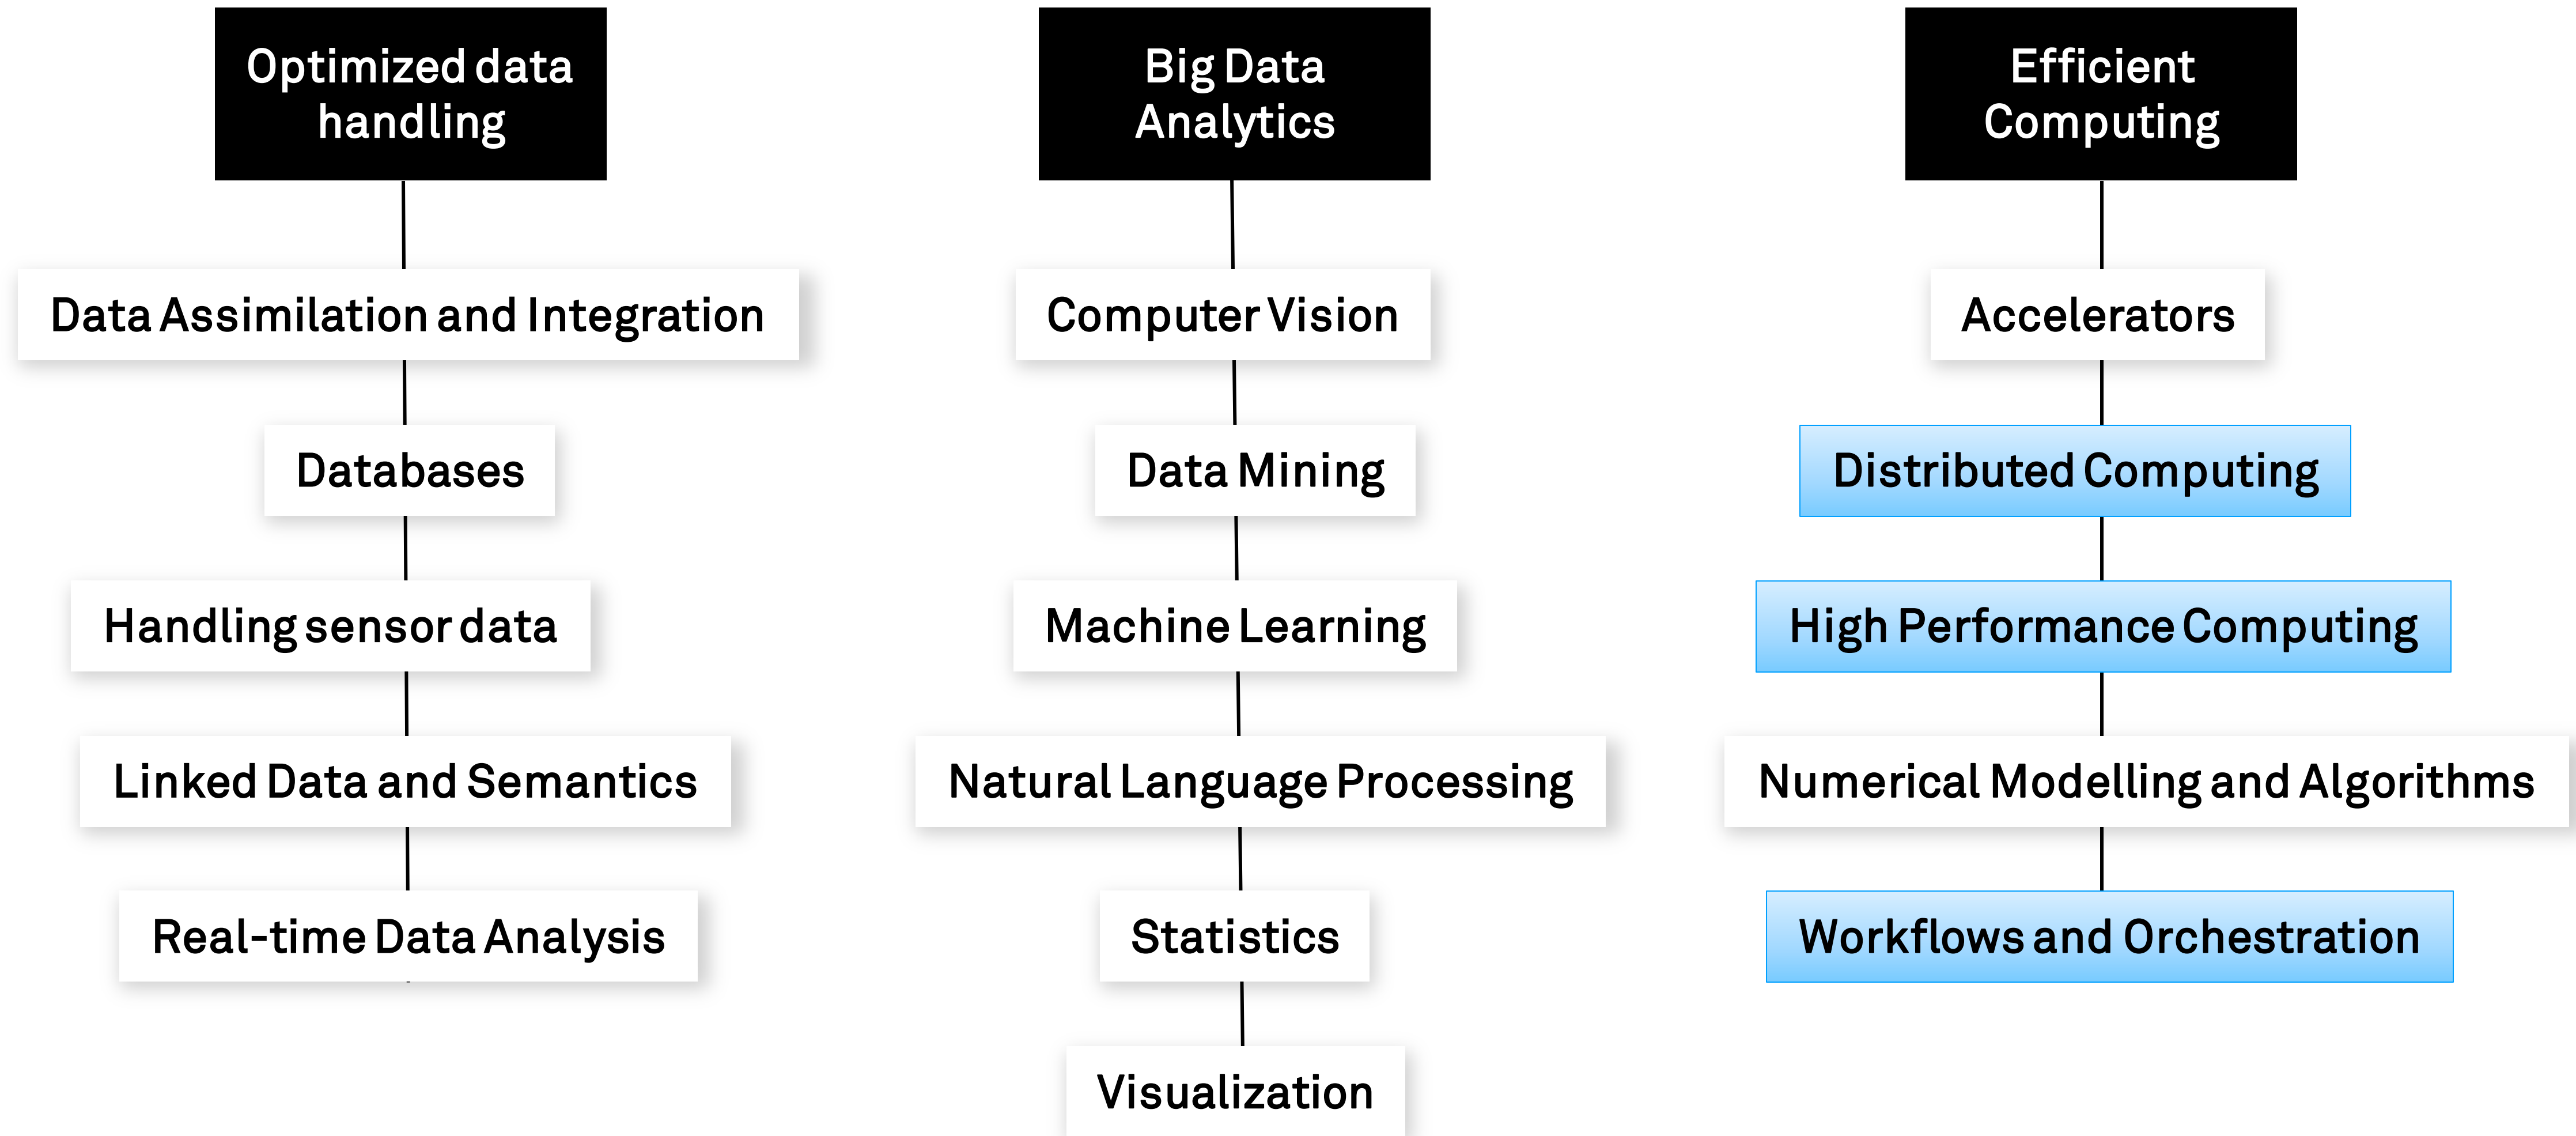 Optimized data
handling
Data Assimilation and Integration
Databases
Handling sensor data
Linked Data and Semantics
Real-time Data Analysis
Big Data
Analytics
Computer Vision
Data Mining
Machine Learning
Natural Language Processing
Statistics
Visualization
Efficient
Computing
Accelerators
Distributed Computing
High Performance Computing
Numerical Modelling and Algorithms
Workflows and Orchestration